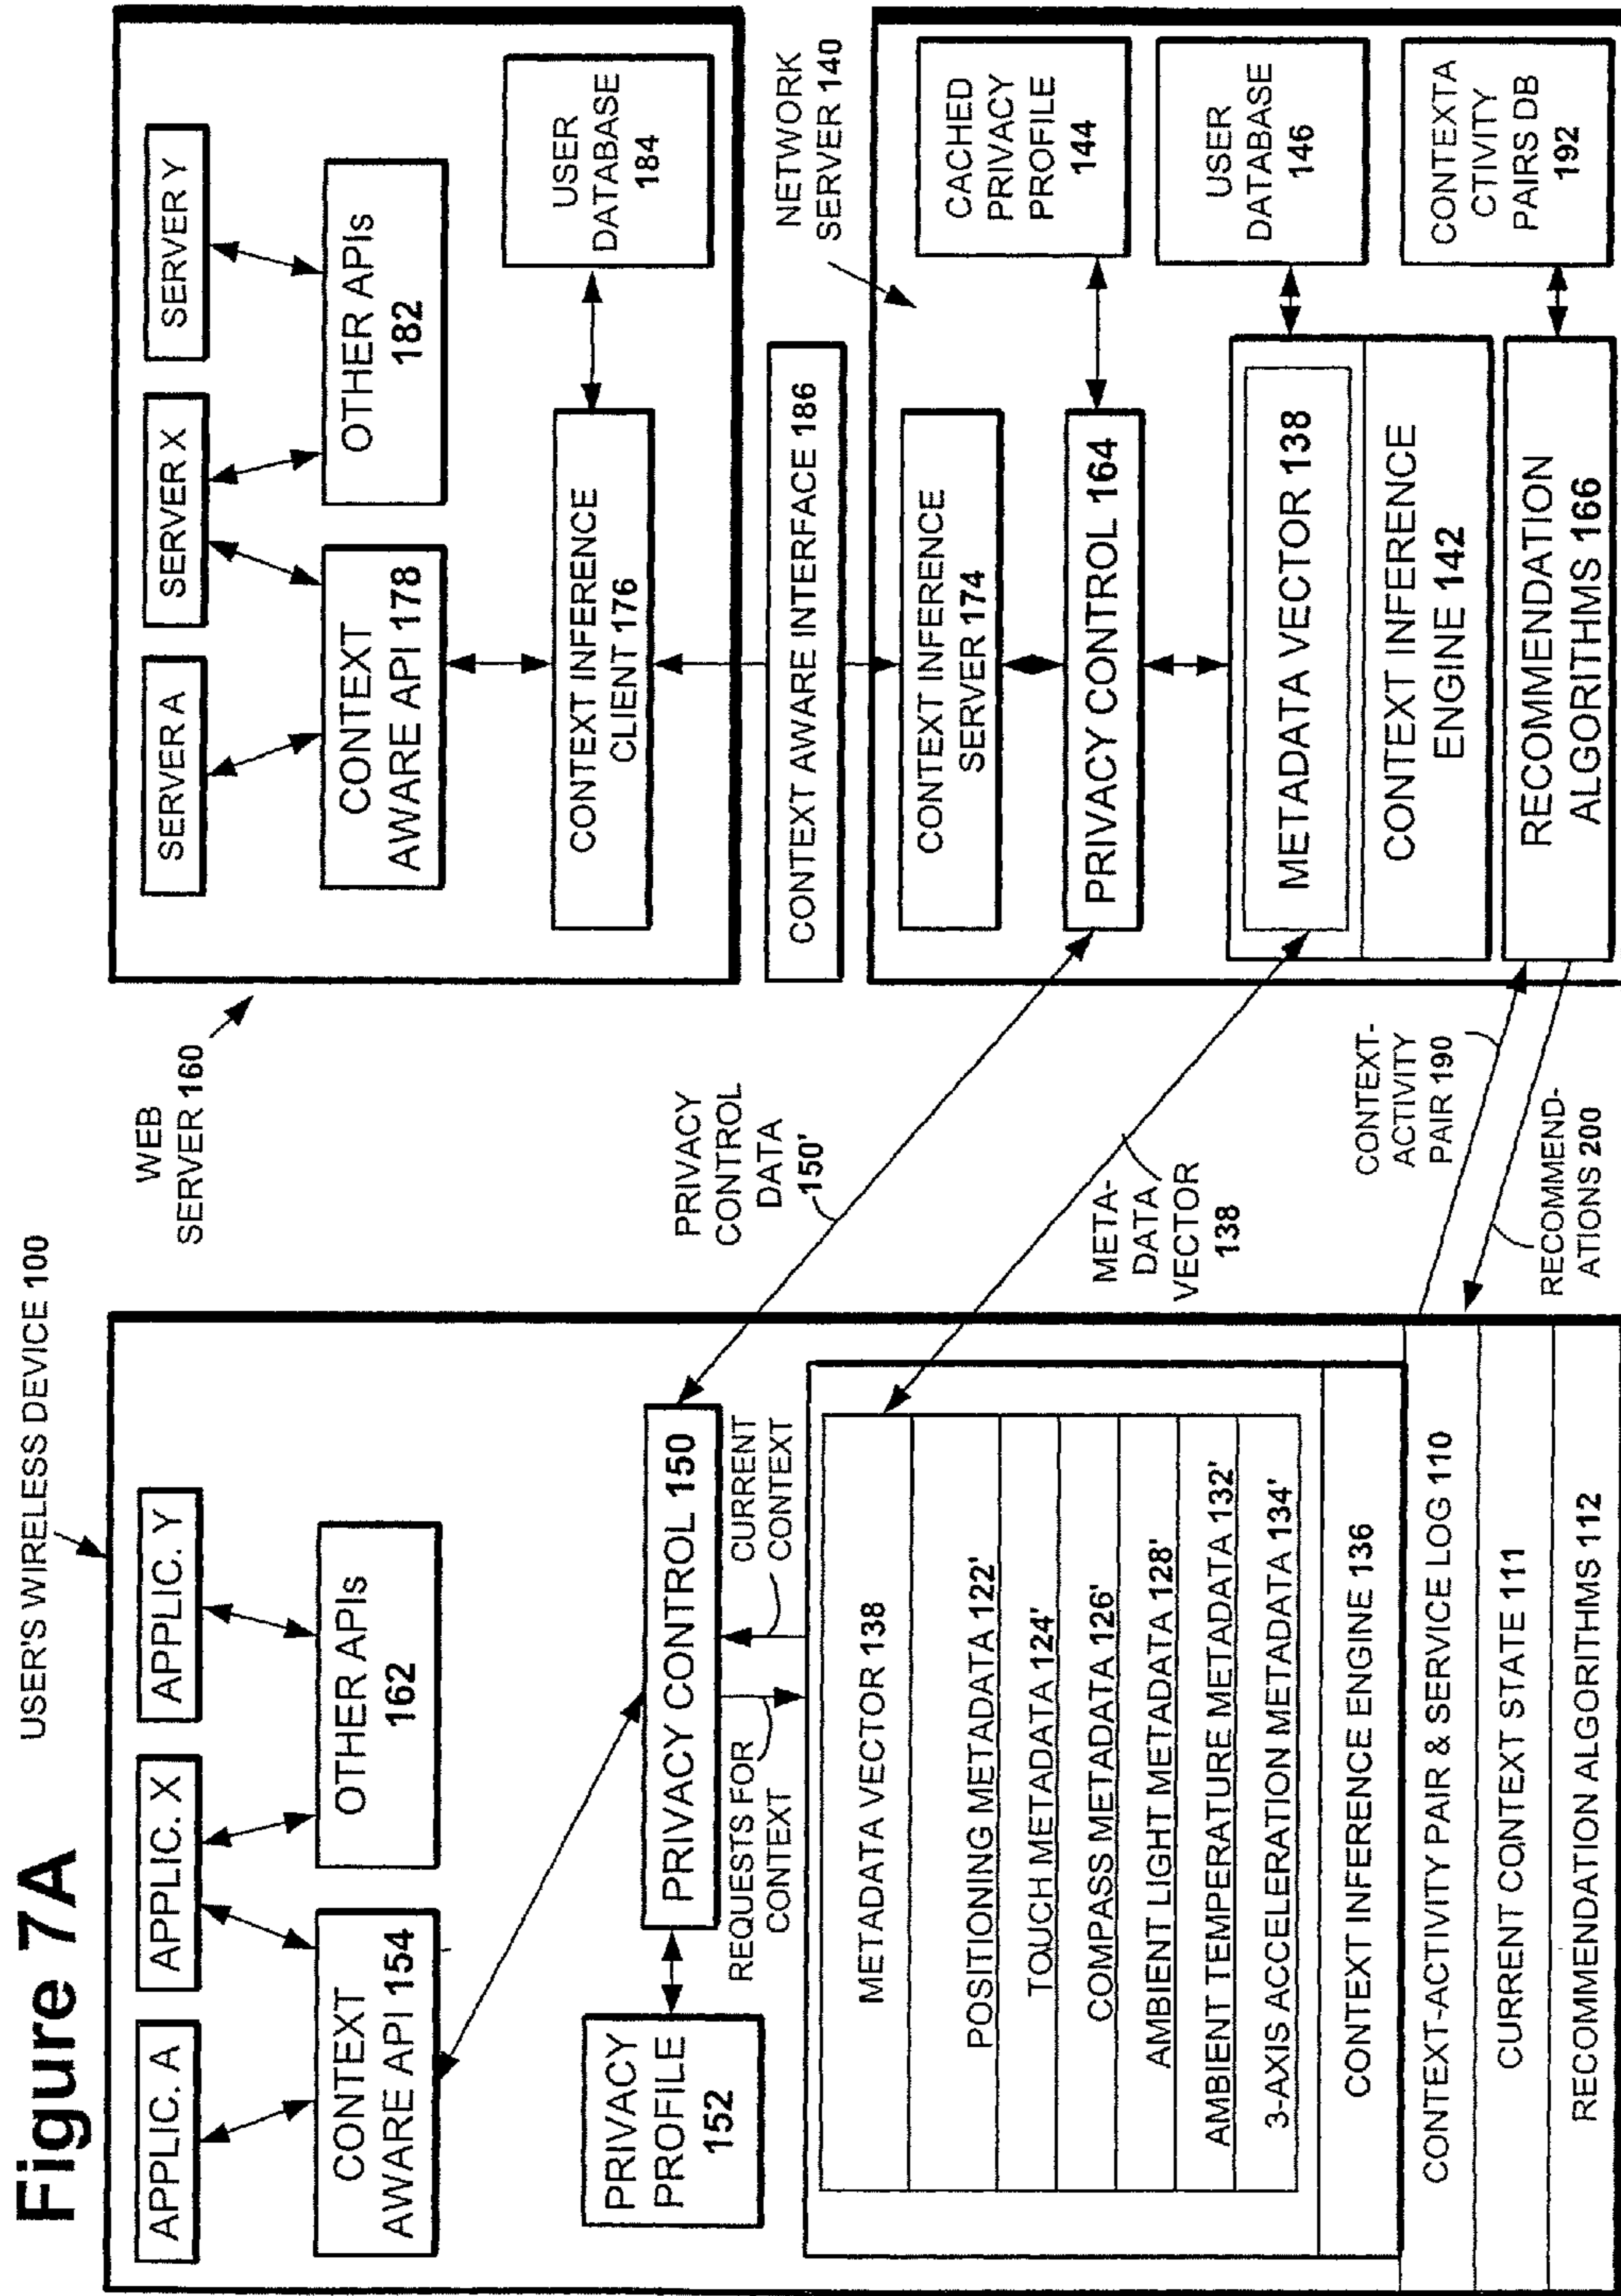 Figure 7A
USER'S WIRELESS DEVICE 100
APPLIC. A
APPLIC. X
APPLIC. Y
CONTEXT
AWARE API 154
OTHER APIs
162
PRIVACY
PROFILE
152
PRIVACY CONTROL 150
REQUESTS FOR
CONTEXT
CURRENT
CONTEXT
METADATA VECTOR 138
POSITIONING METADATA 122'
TOUCH METADATA 124'
COMPASS METADATA 126'
AMBIENT LIGHT METADATA 128'
AMBIENT TEMPERATURE METADATA 132'
3-AXIS ACCELERATION METADATA 134'
CONTEXT INFERENCE ENGINE 136
CONTEXT-ACTIVITY PAIR & SERVICE LOG 110
CURRENT CONTEXT STATE 111
RECOMMENDATION ALGORITHMS 112
WEB
SERVER 160
PRIVACY
CONTROL
DATA
150'
META-
DATA
VECTOR
138
CONTEXT-
ACTIVITY
PAIR 190
RECOMMEND-
ATIONS 200
SERVER A
SERVER X
SERVER Y
CONTEXT
AWARE API 178
OTHER APIs
182
CONTEXT INFERENCE
CLIENT 176
USER
DATABASE
184
CONTEXT AWARE INTERFACE 186
NETWORK
SERVER 140
CONTEXT INFERENCE
SERVER 174
CACHED
PRIVACY
PROFILE
144
PRIVACY CONTROL 164
USER
DATABASE
146
METADATA VECTOR 138
CONTEXT INFERENCE
ENGINE 142
CONTEXTA
CTIVITY
PAIRS DB
192
RECOMMENDATION
ALGORITHMS 166